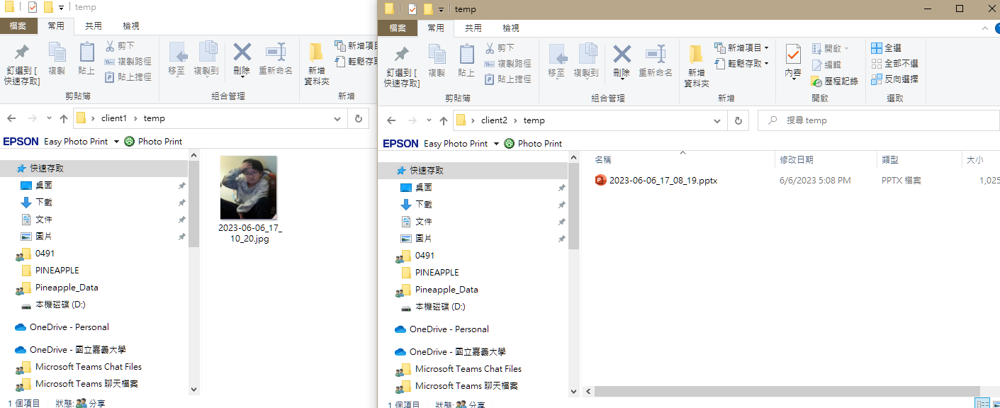 temp
檔案 常用 共用 檢視
釘選到 [
快速存取]
複製
貼上
剪下
複製路徑
貼上捷徑
剪貼簿
移至
複製到
刪除
重新命名
組合管理
新增
資料夾
新增項目
輕鬆存取
新增
client1 › temp
EPSON Easy Photo Print Photo Print
快速存取
桌面
下載
文件
圖片
0491
PINEAPPLE
Pineapple_Data
本機磁碟 (D:)
OneDrive - Personal
OneDrive - 國立嘉義大學
Microsoft Teams Chat Files
Microsoft Teams 聊天檔案
2023-06-06_17_
10_20.jpg
1 個項目 狀態: 分享
temp
檔案 常用 共用 檢視
釘選到 [
快速存取]
複製
貼上
剪下
複製路徑
貼上捷徑
剪貼簿
移至
複製到
刪除
重新命名
組合管理
新增
資料夾
新增項目
輕鬆存取
新增
內容
開啟
編輯
歷程記錄
開啟
全選
全部不選
反向選擇
選取
client2 › temp
搜尋 temp
EPSON Easy Photo Print Photo Print
快速存取
桌面
下載
文件
圖片
0491
PINEAPPLE
Pineapple_Data
本機磁碟 (D:)
OneDrive - Personal
OneDrive - 國立嘉義大學
Microsoft Teams Chat Files
Microsoft Teams 聊天檔案
名稱 修改日期 類型 大小
2023-06-06_17_08_19.pptx 6/6/2023 5:08 PM PPTX 檔案 1,025
1 個項目 狀態: 分享